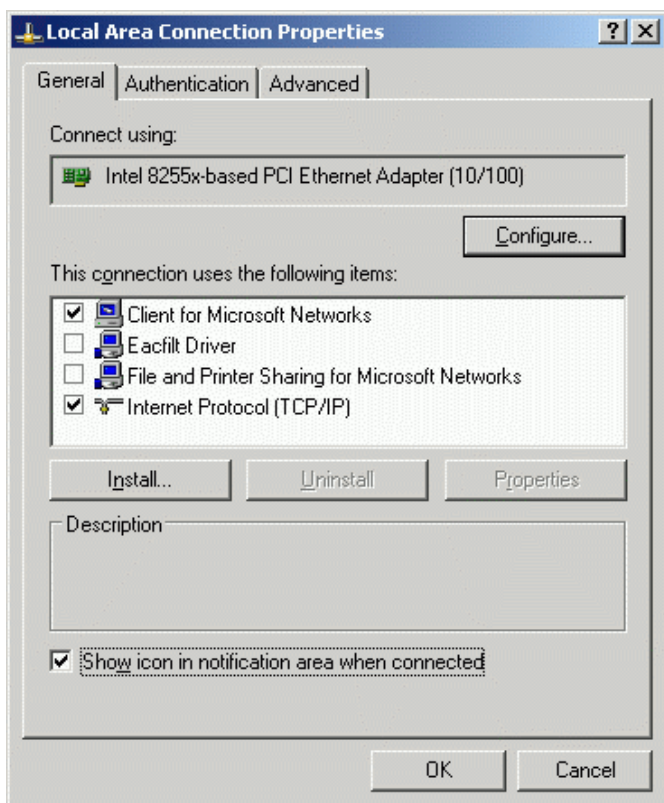 Local Area Connection Properties
General Authentication Advanced
Connect using:
Intel 8255x-based PCI Ethernet Adapter (10/100)
Configure...
This connection uses the following items:
Client for Microsoft Networks
Eacfilt Driver
File and Printer Sharing for Microsoft Networks
Internet Protocol (TCP/IP)
Install... Uninstall Properties
Description
Show icon in notification area when connected
OK Cancel